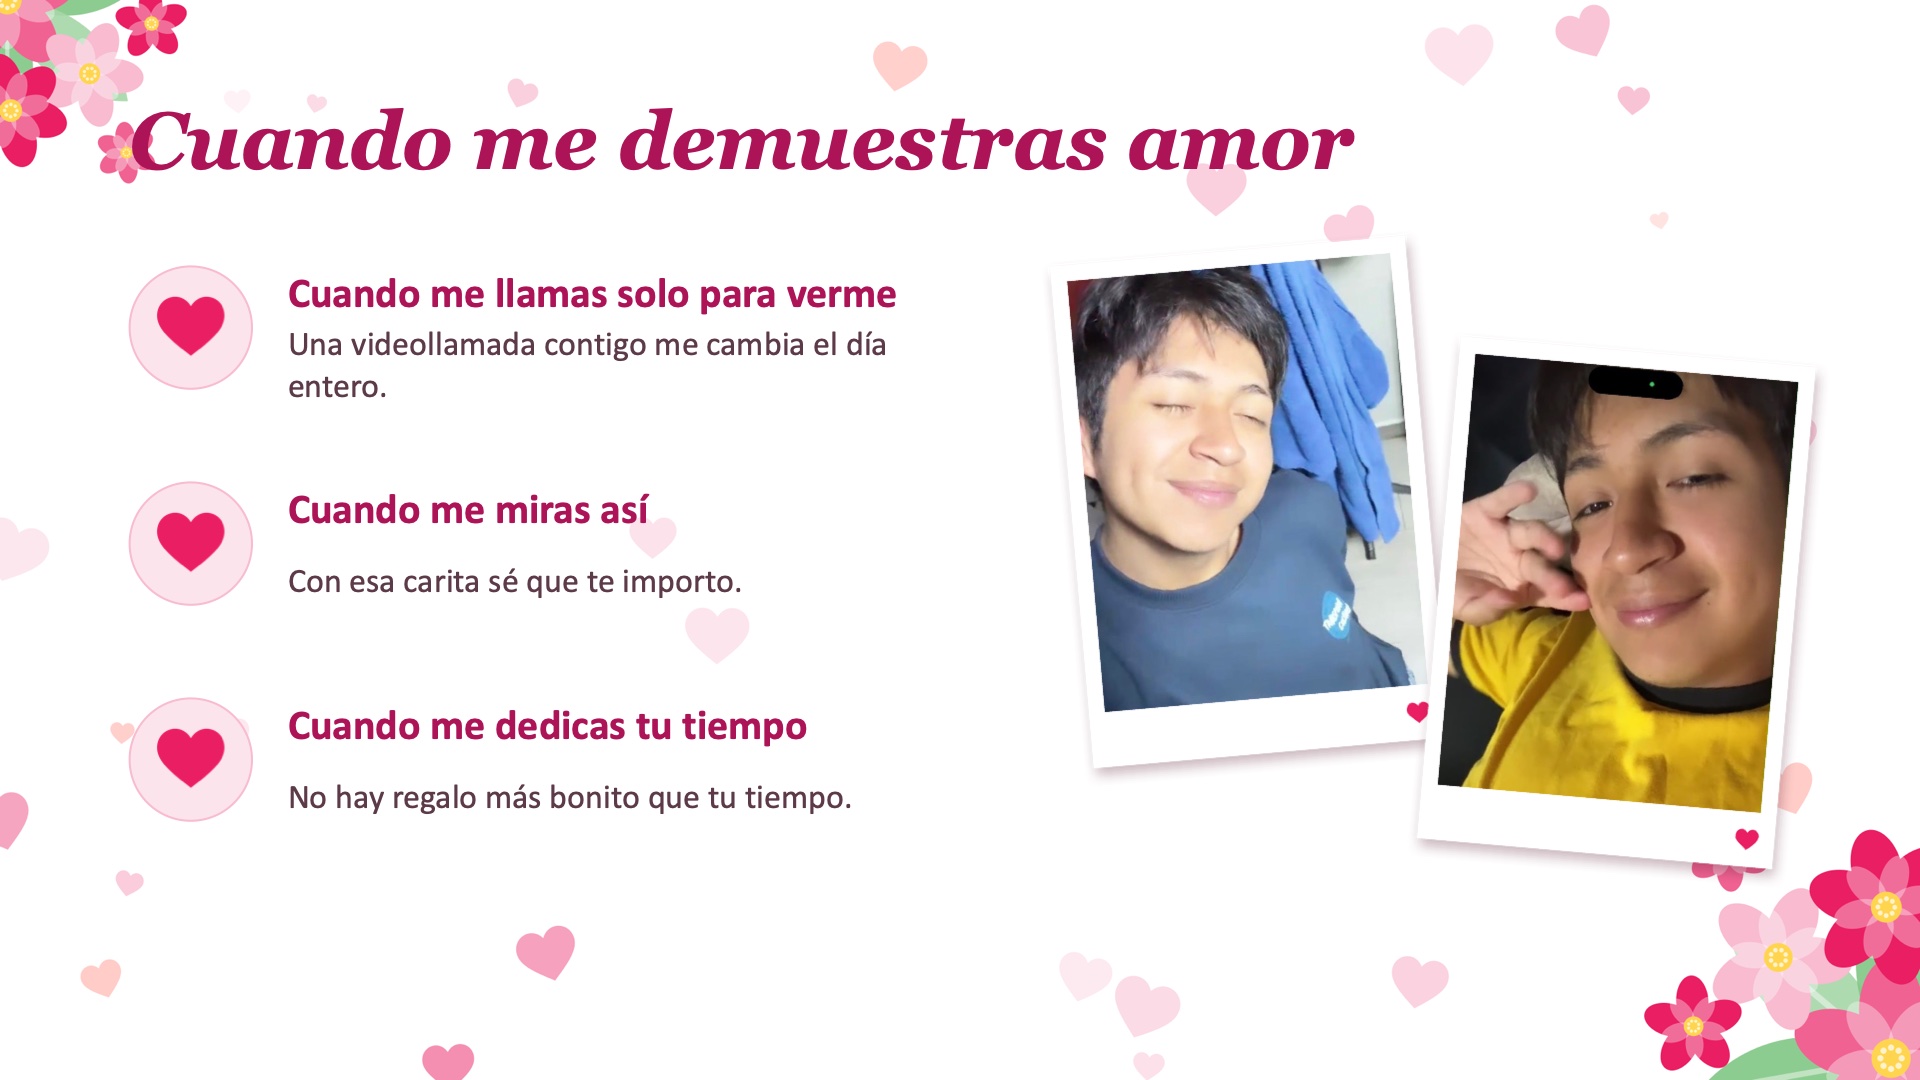 Cuando me demuestras amor
Cuando me llamas solo para verme
Una videollamada contigo me cambia el día
entero.
Cuando me miras así
Con esa carita sé que te importo.
Cuando me dedicas tu tiempo
No hay regalo más bonito que tu tiempo.